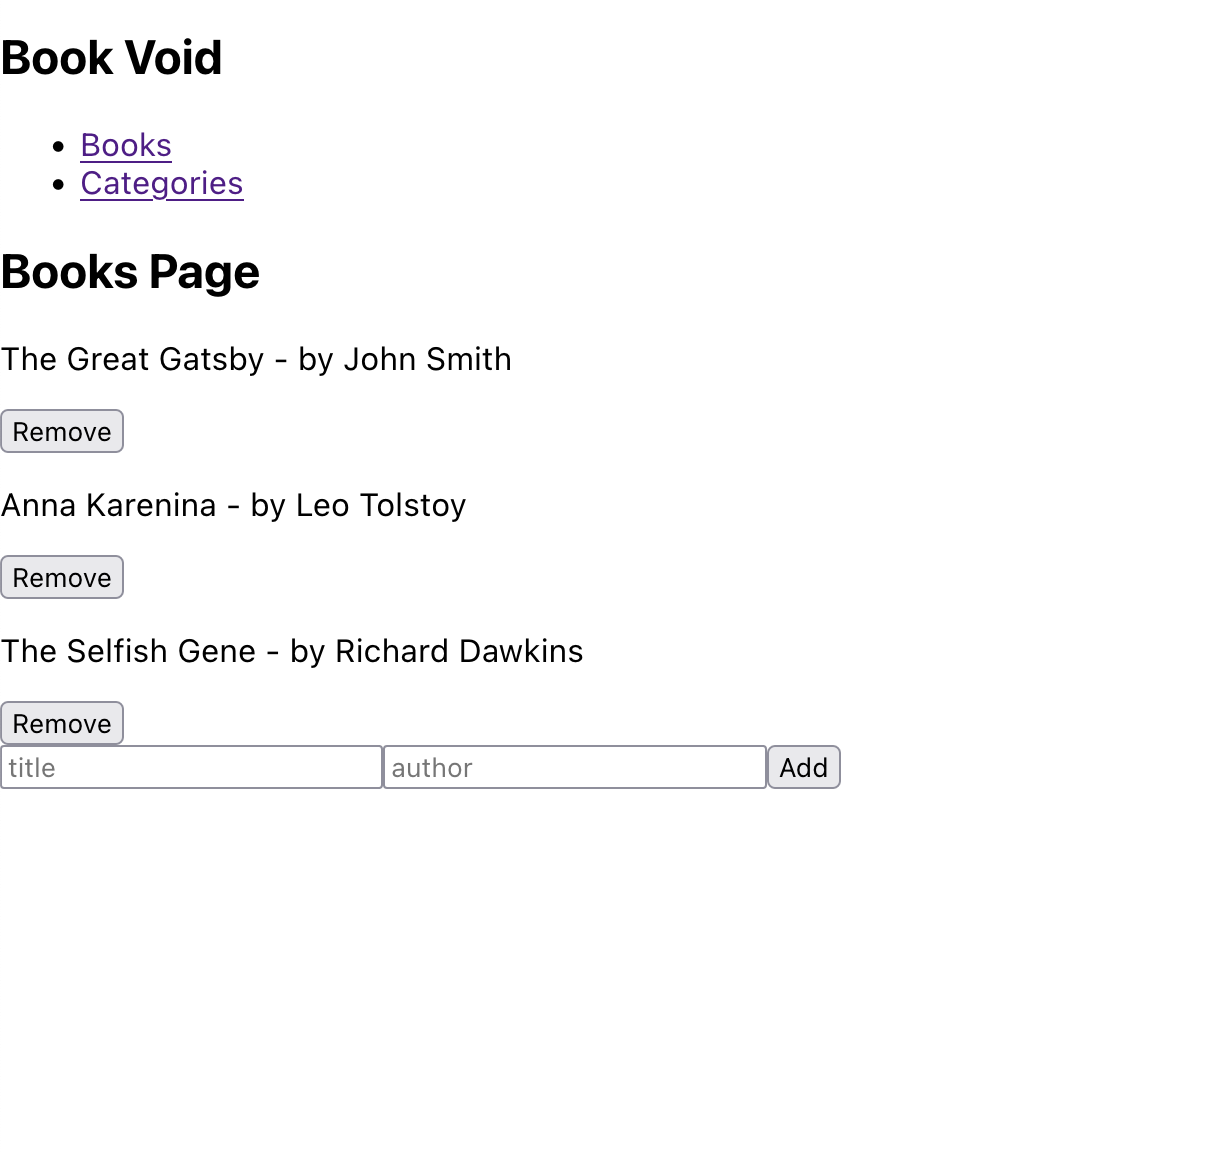 Book Void
Books
Categories
Books Page
The Great Gatsby - by John Smith
Remove
Anna Karenina - by Leo Tolstoy
Remove
The Selfish Gene - by Richard Dawkins
Remove
title author Add